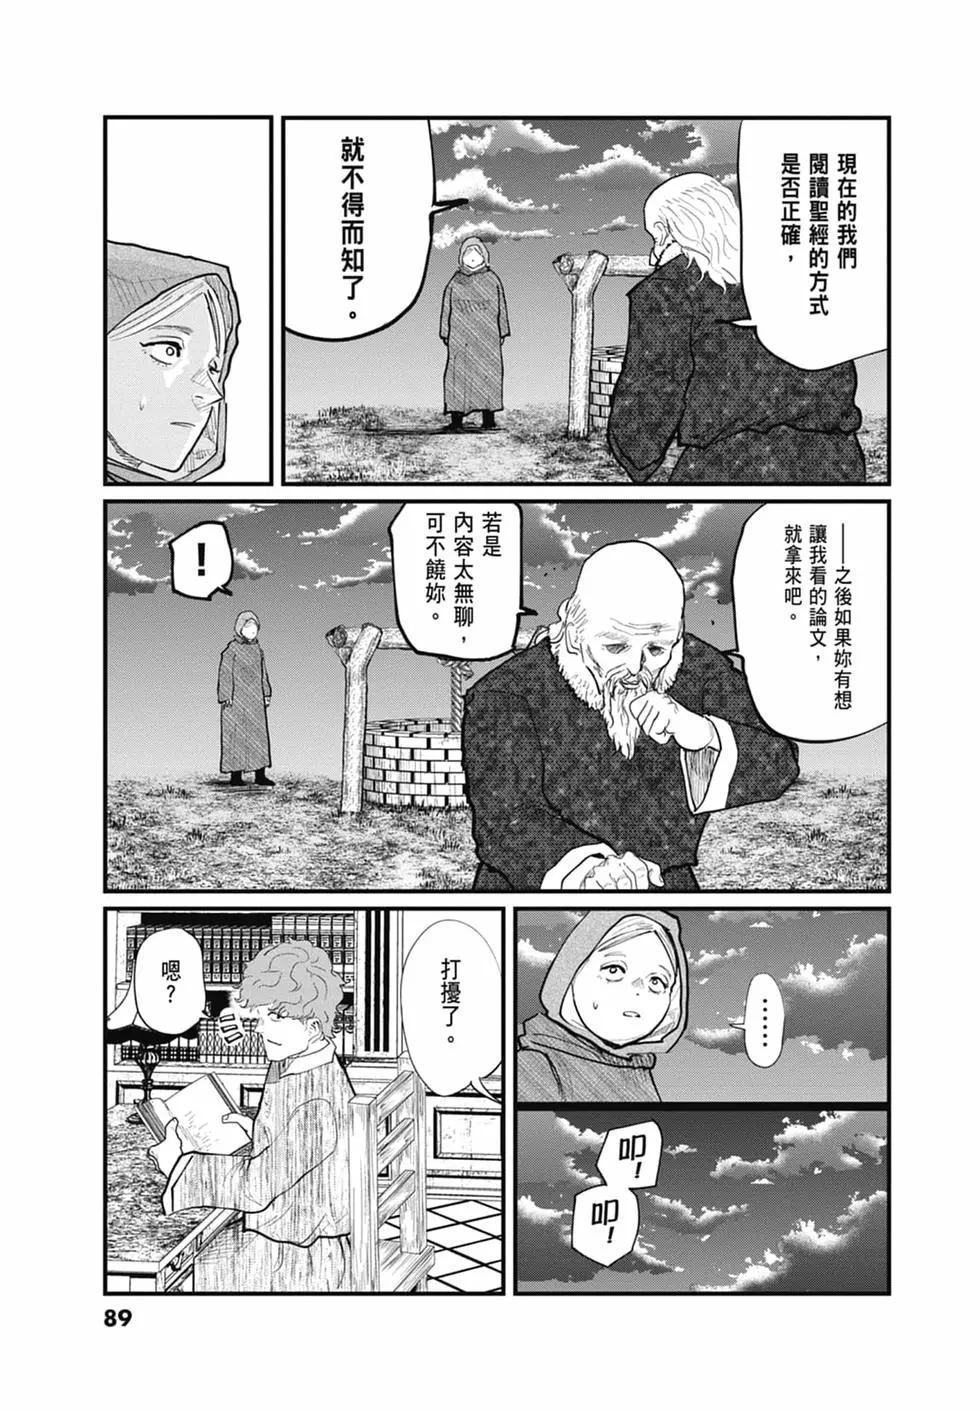 現在的我們
閱讀聖經的方式
是否正確，
就不得而知了。
——之後如果妳有想
讓我看的論文，
就拿來吧。
若是
內容太無聊，
可不饒妳。
！
……
叩！
叩！
打擾了。
嗯？
89